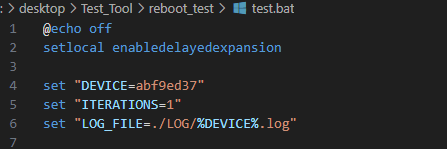 : > desktop > Test_Tool > reboot_test > test.bat
1 @echo off
2 setlocal enabledelayedexpansion
3
4 set "DEVICE=abf9ed37"
5 set "ITERATIONS=1"
6 set "LOG_FILE=./LOG/%DEVICE%.log"
7